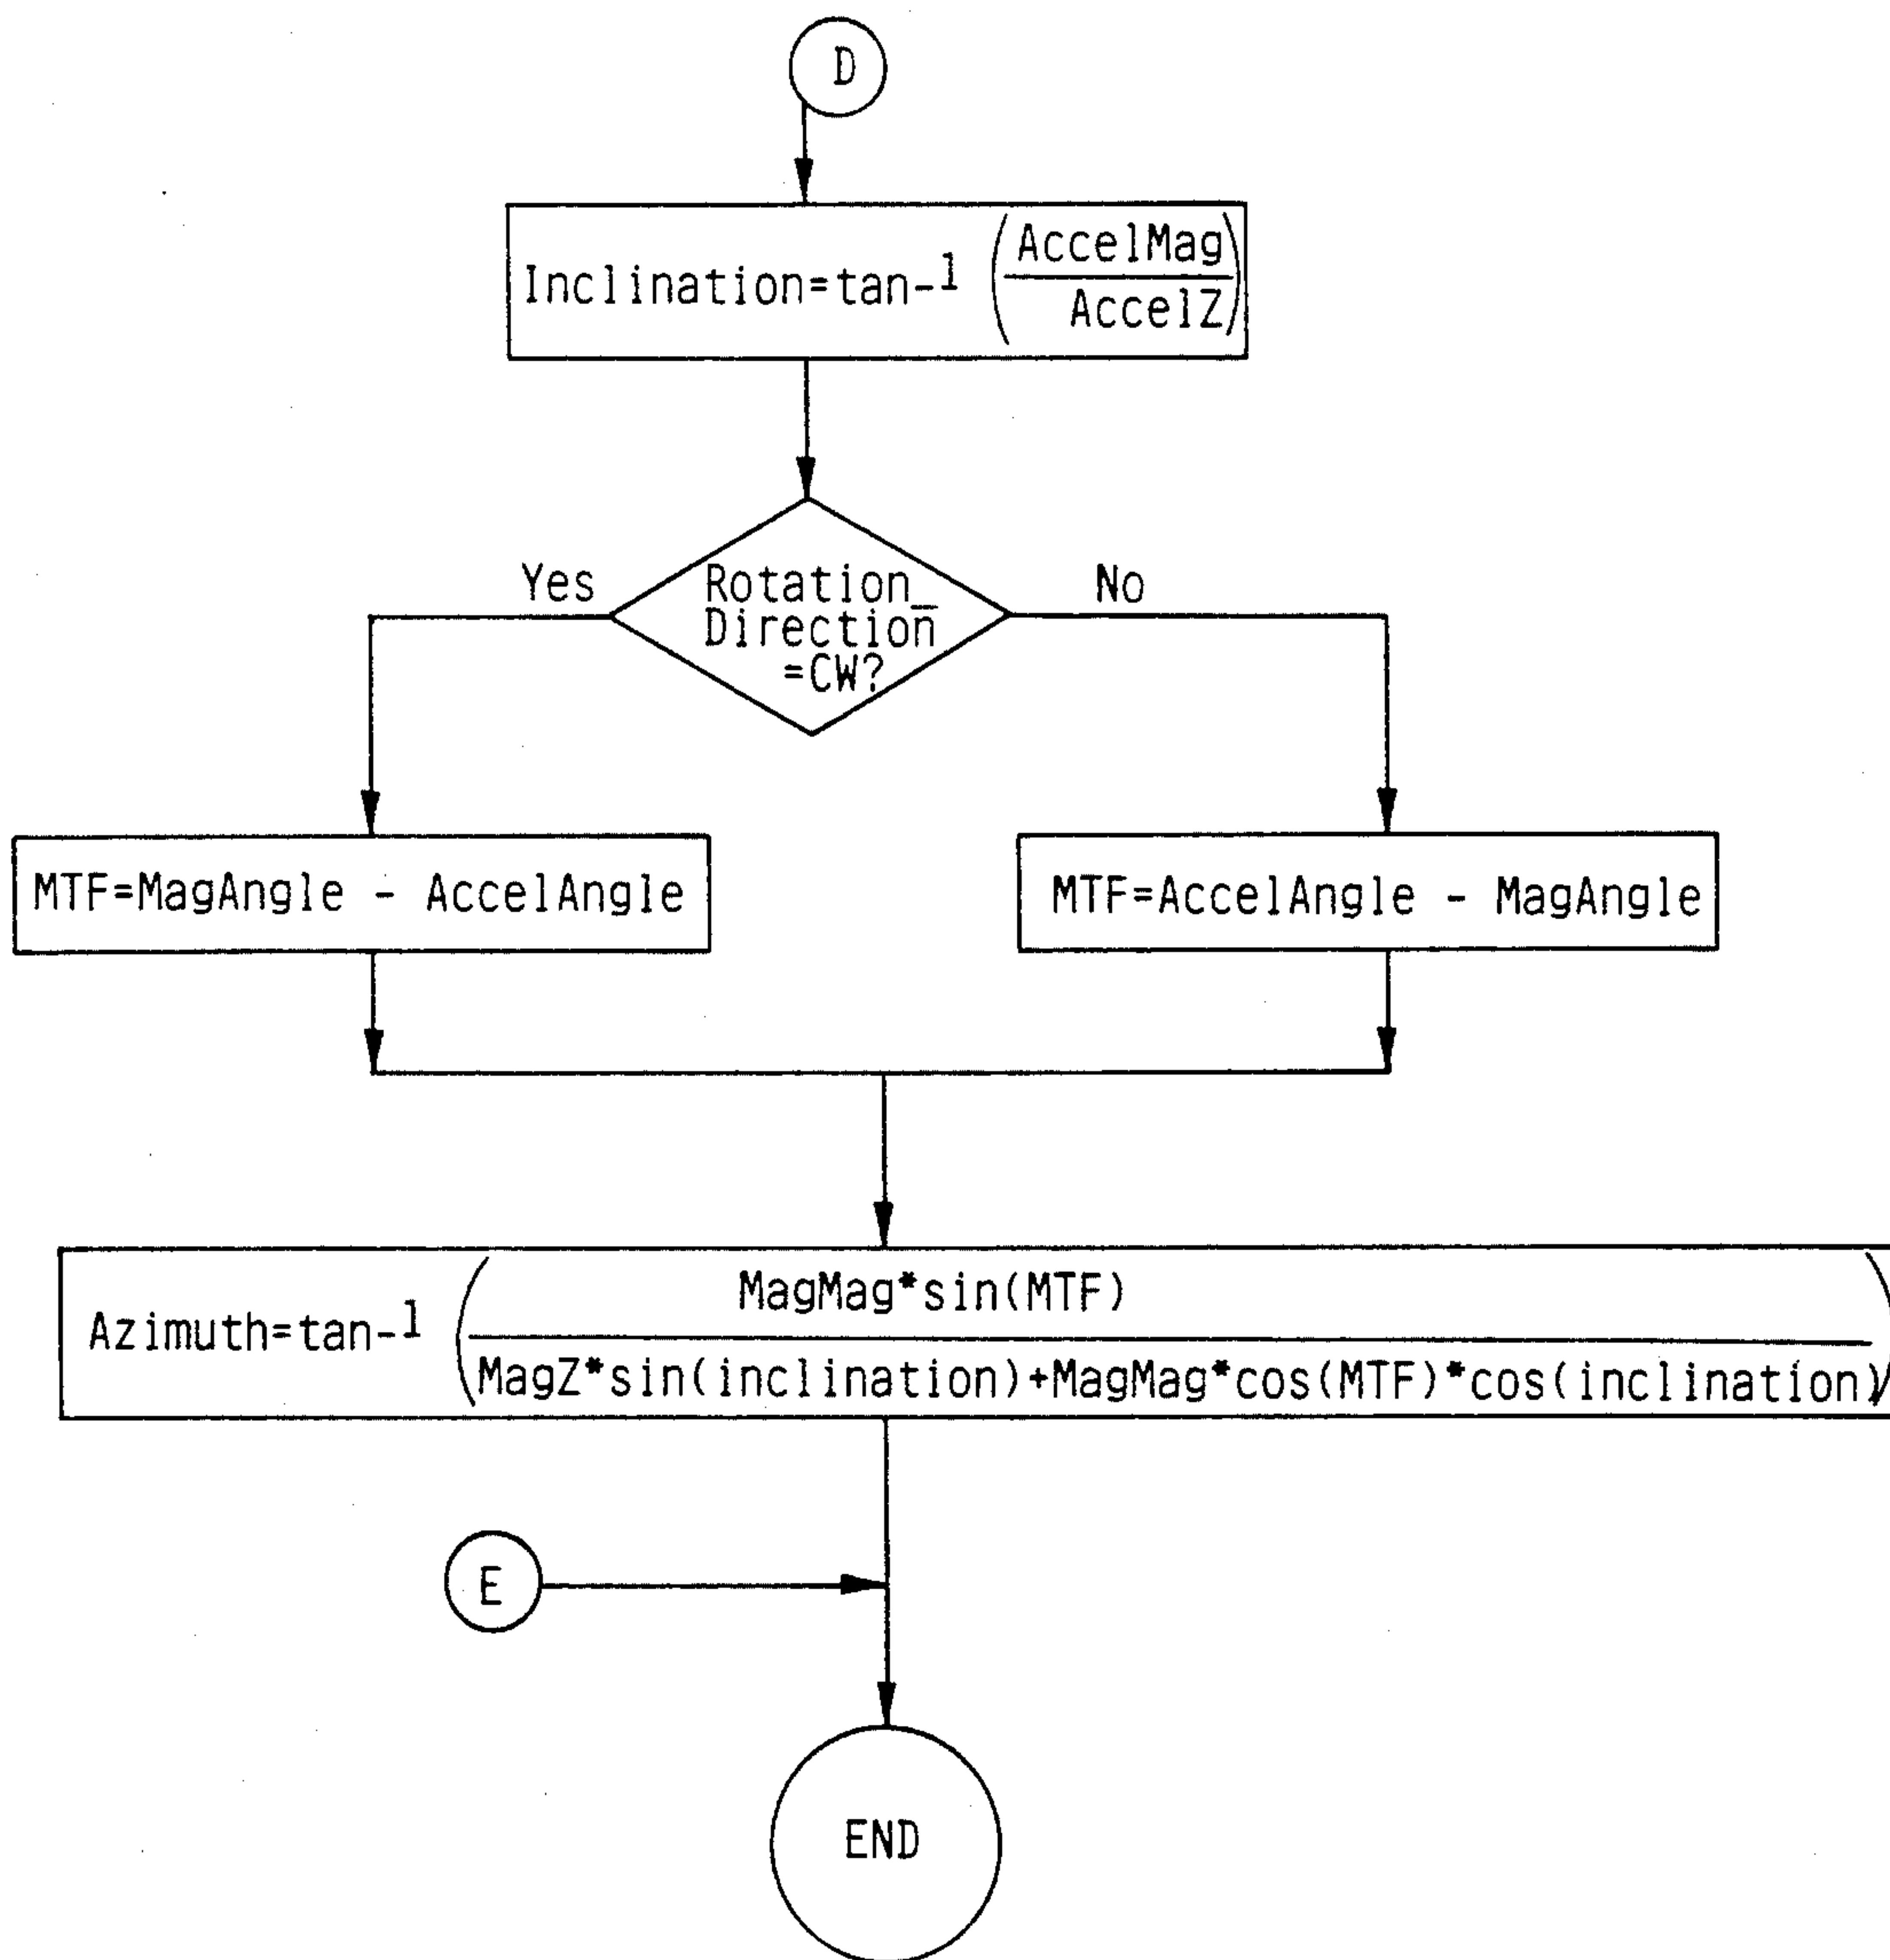 D
Inclination=tan-1 (AccelMag
AccelZ)
Yes
Rotation_
Direction
=CW?
No
MTF=MagAngle - AccelAngle
MTF=AccelAngle - MagAngle
Azimuth=tan-1 (MagMag*sin(MTF)
MagZ*sin(inclination)+MagMag*cos(MTF)*cos(inclination))
E
END